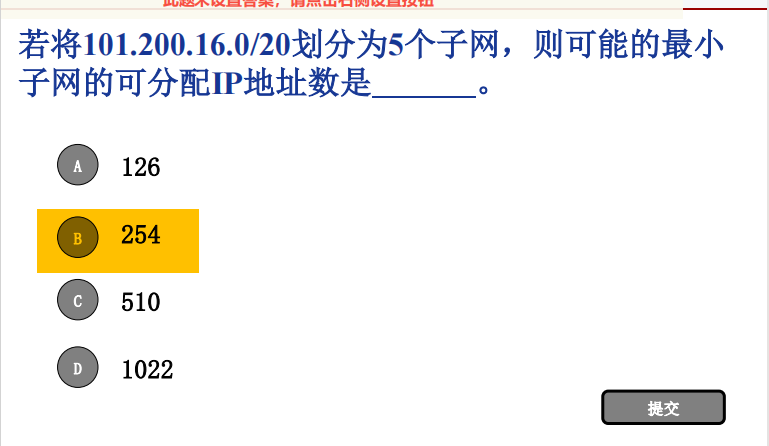 此题未设置答案，请点击右侧设置按钮
若将101.200.16.0/20划分为5个子网，则可能的最小
子网的可分配IP地址数是______。
A 126
B 254
C 510
D 1022
提交